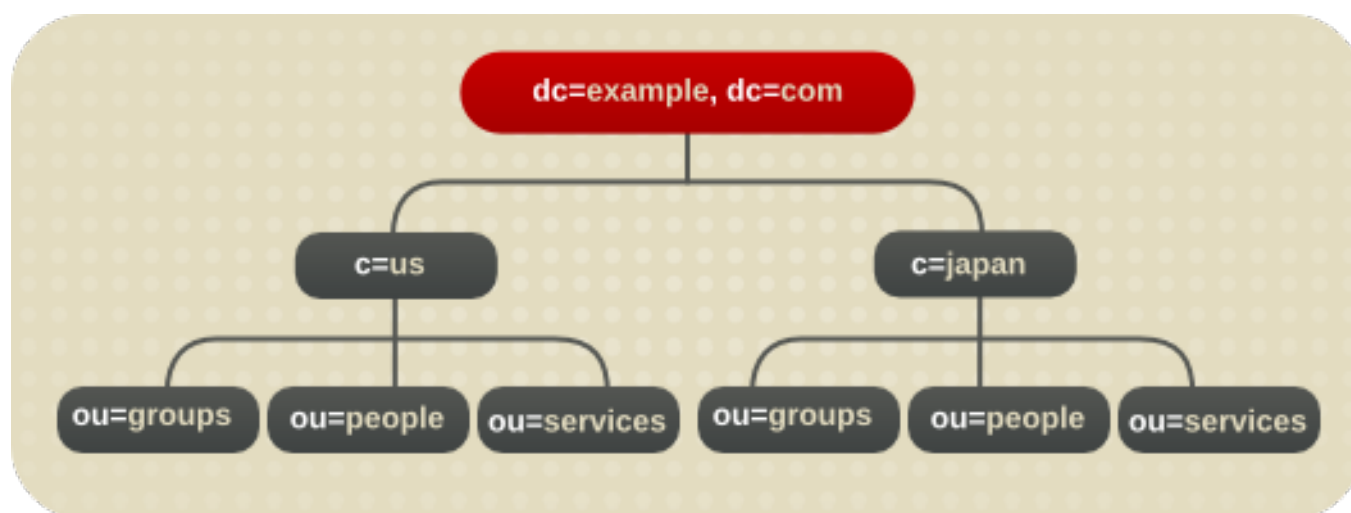 dc=example, dc=com
c=us
c=japan
ou=groups
ou=people
ou=services
ou=groups
ou=people
ou=services